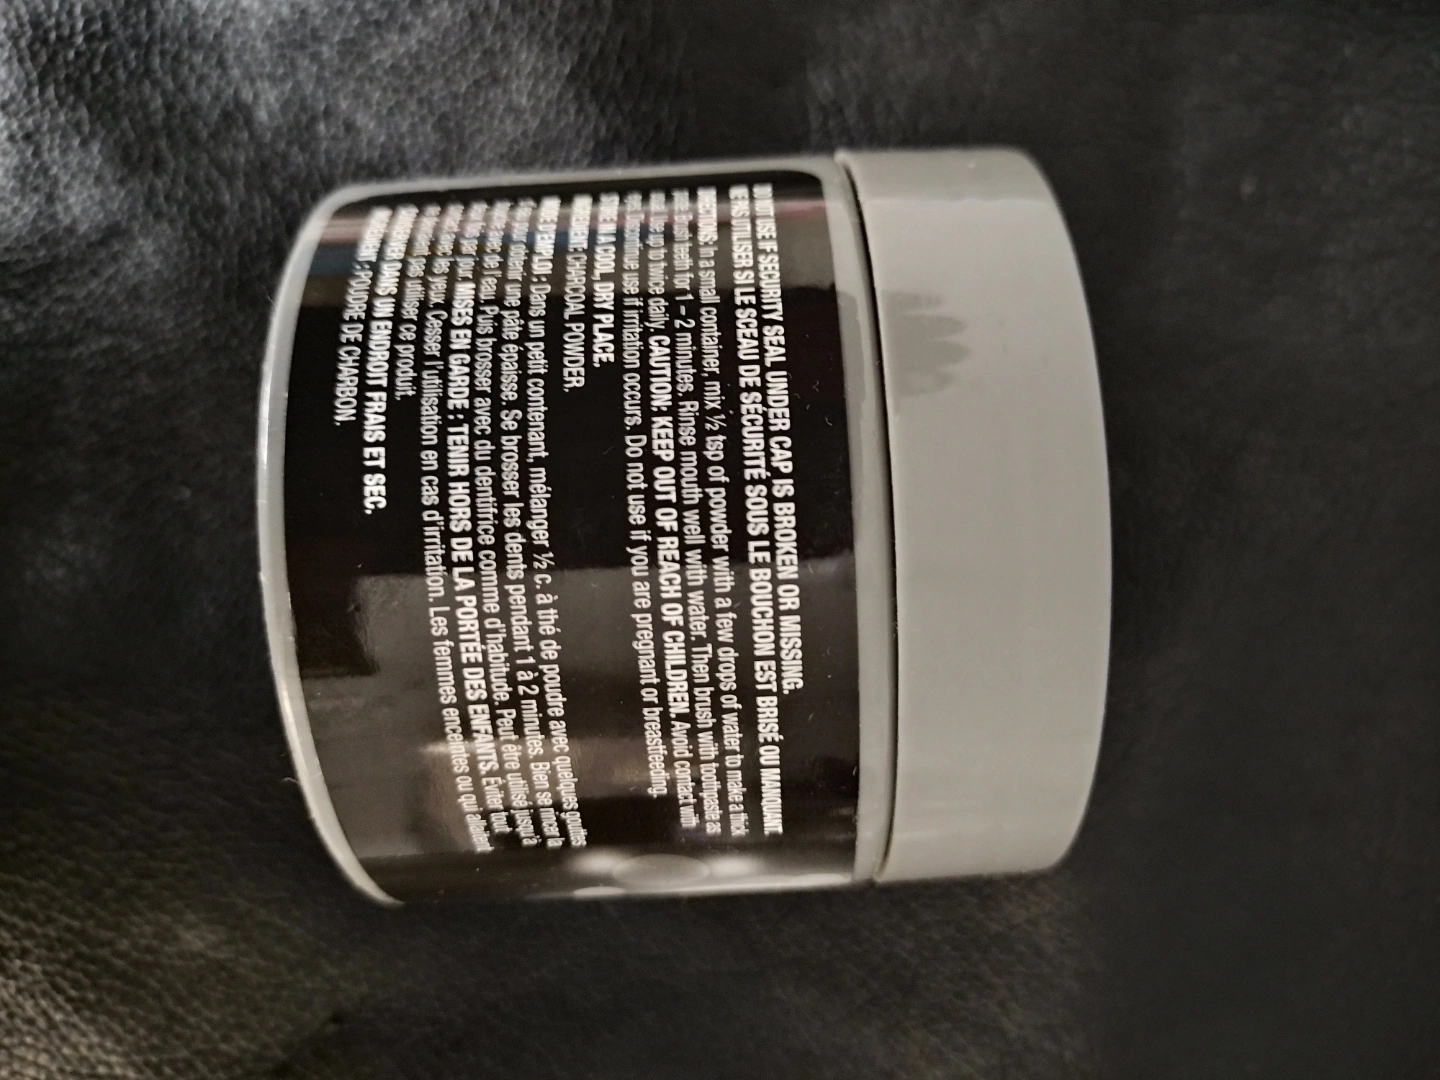 DO NOT USE IF SECURITY SEAL UNDER CAP IS BROKEN OR MISSING.
NE PAS UTILISER SI LE SCEAU DE SÉCURITÉ SOUS LE BOUCHON EST BRISÉ OU MANQUANT
DIRECTIONS: In a small container, mix ½ tsp of powder with a few drops of water to make a thick
paste. Brush teeth for 1–2 minutes. Rinse mouth well with water. Then brush with toothpaste as
up to twice daily. CAUTION: KEEP OUT OF REACH OF CHILDREN. Avoid contact with
Discontinue use if irritation occurs. Do not use if you are pregnant or breastfeeding.
STORE IN A COOL, DRY PLACE.
INGREDIENT: CHARCOAL POWDER.
MODE D'EMPLOI : Dans un petit contenant, mélanger ½ c. à thé de poudre avec quelques gouttes
d'eau pour obtenir une pâte épaisse. Se brosser les dents pendant 1 à 2 minutes. Bien se rincer la
bouche avec de l'eau. Puis brosser avec du dentifrice comme d'habitude. Peut être utilisé jusqu'à
fois par jour. MISES EN GARDE : TENIR HORS DE LA PORTÉE DES ENFANTS. Éviter tout
les yeux. Cesser l'utilisation en cas d'irritation. Les femmes enceintes ou qui allaitent
pas utiliser ce produit.
DANS UN ENDROIT FRAIS ET SEC.
INGRÉDIENT : POUDRE DE CHARBON.